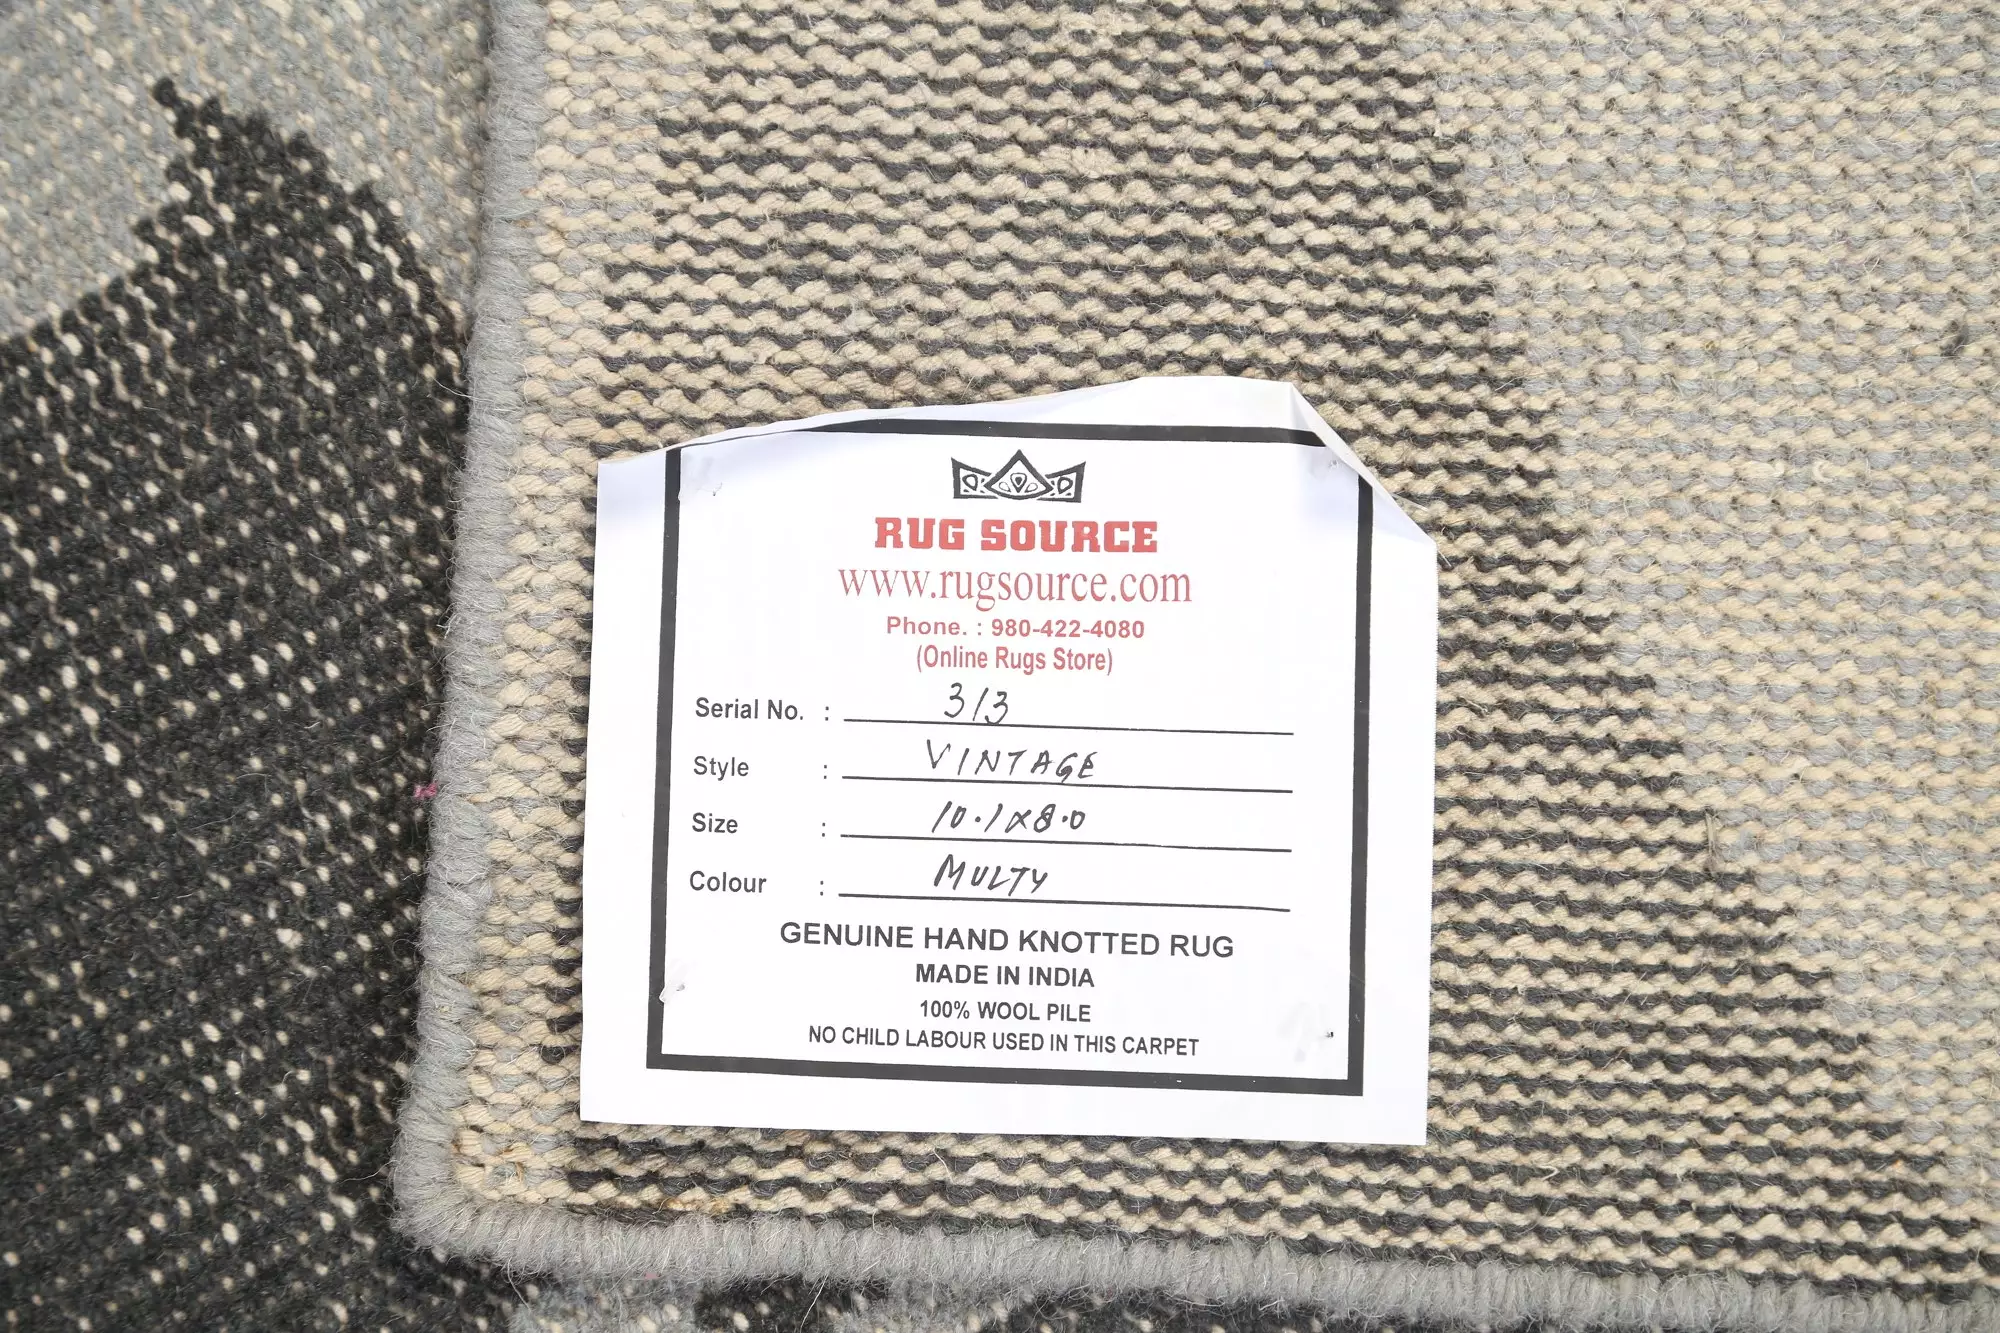 RUG SOURCE
www.rugsource.com
Phone. : 980-422-4080
(Online Rugs Store)
Serial No. : 313
Style : VINTAGE
Size : 10.1x8.0
Colour : MULTY
GENUINE HAND KNOTTED RUG
MADE IN INDIA
100% WOOL PILE
NO CHILD LABOUR USED IN THIS CARPET